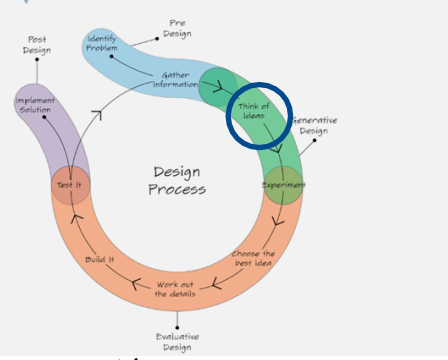 Pre
Design
Identify
Problem
Post
Design
Gather
Information
Implement
Solution
Think of
Ideas
Generative
Design
Design
Process
Test It
Experiment
Build It
Choose the
best idea
Work out
the details
Evaluative
Design